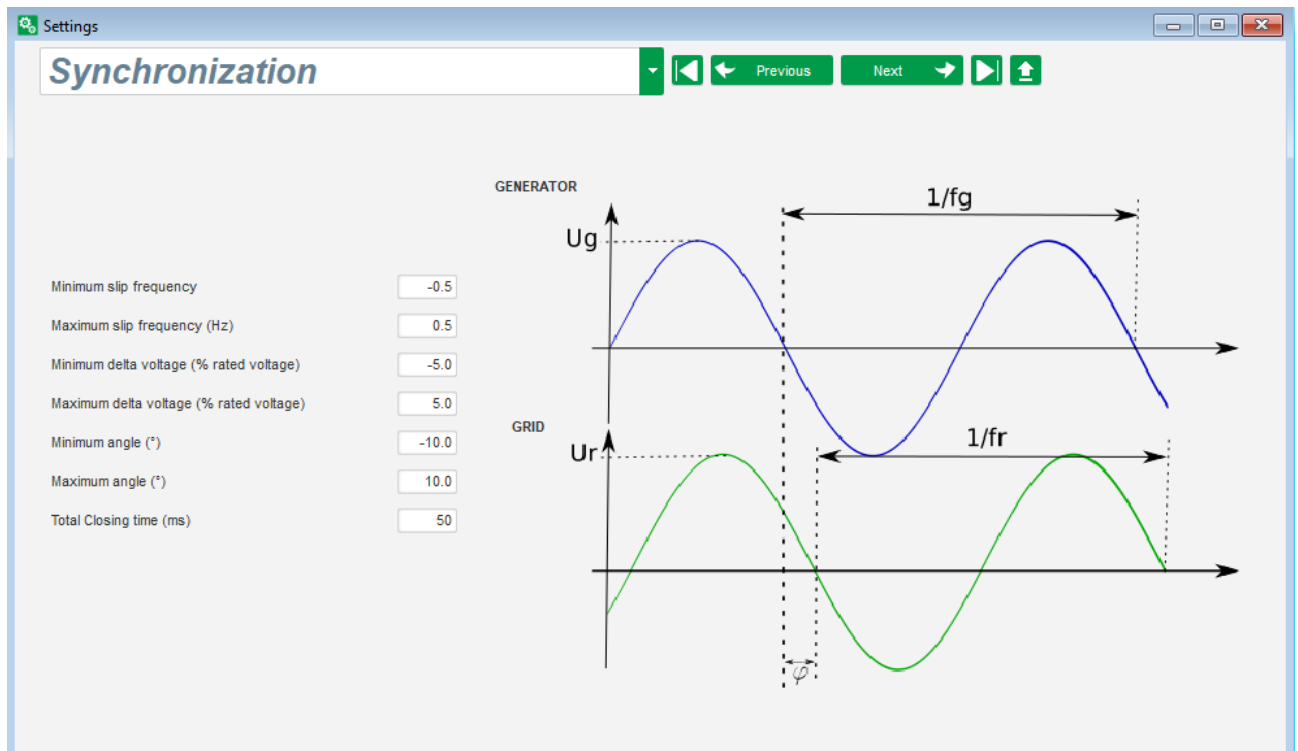 Settings
Synchronization
Previous
Next
GENERATOR
1/fg
Ug
Minimum slip frequency -0.5
Maximum slip frequency (Hz) 0.5
Minimum delta voltage (% rated voltage) -5.0
Maximum delta voltage (% rated voltage) 5.0
GRID
1/fr
Ur
Minimum angle (°) -10.0
Maximum angle (°) 10.0
Total Closing time (ms) 50
φ